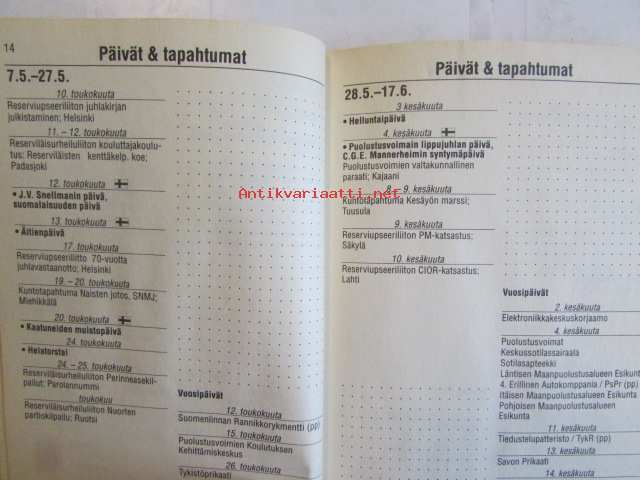 14
Päivät & tapahtumat
7.5.–27.5.
10. toukokuuta
Reserviupseeriliiton juhlakirjan
julkistaminen; Helsinki
11. – 12. toukokuuta
Reserviläisurheiluliiton kouluttajakoulu-
tus; Reserviläisten kenttäkelp. koe;
Padasjoki
12. toukokuuta
• J.V. Snellmanin päivä,
suomalaisuuden päivä
13. toukokuuta
• Äitienpäivä
17. toukokuuta
Reserviupseeriliitto 70-vuotta
juhlavastaanotto; Helsinki
19. – 20. toukokuuta
Kuntotapahtuma Naisten jotos, SNMJ;
Miehikkälä
20. toukokuuta
• Kaatuneiden muistopäivä
24. toukokuuta
• Helatorstai
24. – 25. toukokuuta
Reserviläisurheiluliiton Perinneasekil-
pailut; Parolannummi
toukokuu
Reserviläisurheiluliiton Nuorten
partiokilpailu; Ruotsi
Vuosipäivät
12. toukokuuta
Suomenlinnan Rannikkorykmentti (pp)
15. toukokuuta
Puolustusvoimien Koulutuksen
Kehittämiskeskus
26. toukokuuta
Tykistöprikaati
Päivät & tapahtumat
28.5.–17.6.
3 kesäkuuta
• Helluntaipäivä
4. kesäkuuta
• Puolustusvoimain lippujuhlan päivä,
C.G.E. Mannerheimin syntymäpäivä
Puolustusvoimien valtakunnallinen
paraati; Kajaani
8 – 9. kesäkuuta
Kuntotapahtuma Kesäyön marssi;
Tuusula
9. kesäkuuta
Reserviupseeriliiton PM-katsastus;
Säkylä
10. kesäkuuta
Reserviupseeriliiton CIOR-katsastus;
Lahti
Vuosipäivät
2. kesäkuuta
Elektroniikkakeskuskorjaamo
4. kesäkuuta
Puolustusvoimat
Keskussotilassairaala
Sotilasapteekki
Läntisen Maanpuolustusalueen Esikunta
4. Erillinen Autokomppania / PsPr (pp)
Itäisen Maanpuolustusalueen Esikunta
Pohjoisen Maanpuolustusalueen
Esikunta
11. kesäkuuta
Tiedustelupatteristo / TykR (pp)
13. kesäkuuta
Savon Prikaati
14. kesäkuuta
Antikvariaatti.net